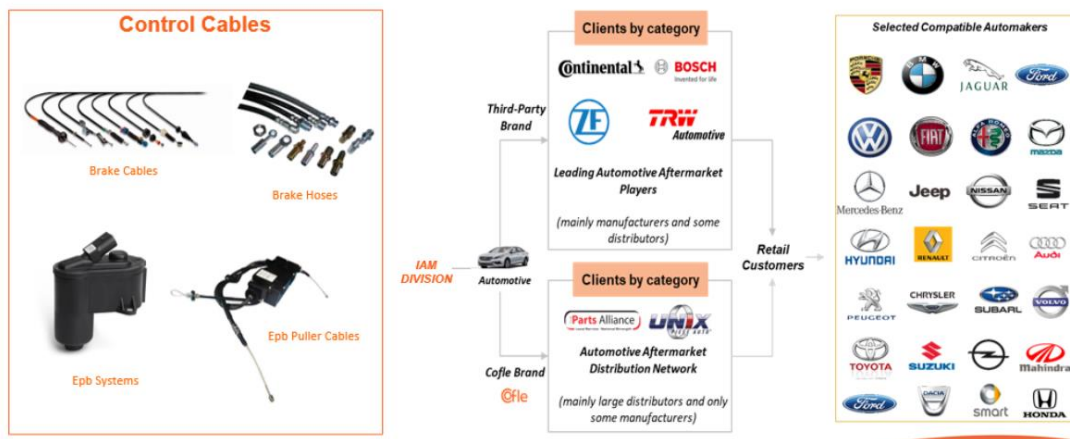 Control Cables
Brake Cables
Brake Hoses
Epb Systems
Epb Puller Cables
IAM
DIVISION
Automotive
Third-Party
Brand
Cofle Brand
Cofle
Clients by category
Continental
BOSCH
Invented for life
ZF
TRW
Automotive
Leading Automotive Aftermarket
Players
(mainly manufacturers and some
distributors)
Clients by category
Parts Alliance
UNIX
Automotive Aftermarket
Distribution Network
(mainly large distributors and only
some manufacturers)
Retail
Customers
Selected Compatible Automakers
BMW
JAGUAR
Ford
FIAT
ALFA ROMEO
mazda
Mercedes-Benz
Jeep
NISSAN
SEAT
HYUNDAI
RENAULT
CITROËN
Audi
PEUGEOT
CHRYSLER
SUBARU
VOLVO
TOYOTA
SUZUKI
Mahindra
Ford
DACIA
smart
HONDA